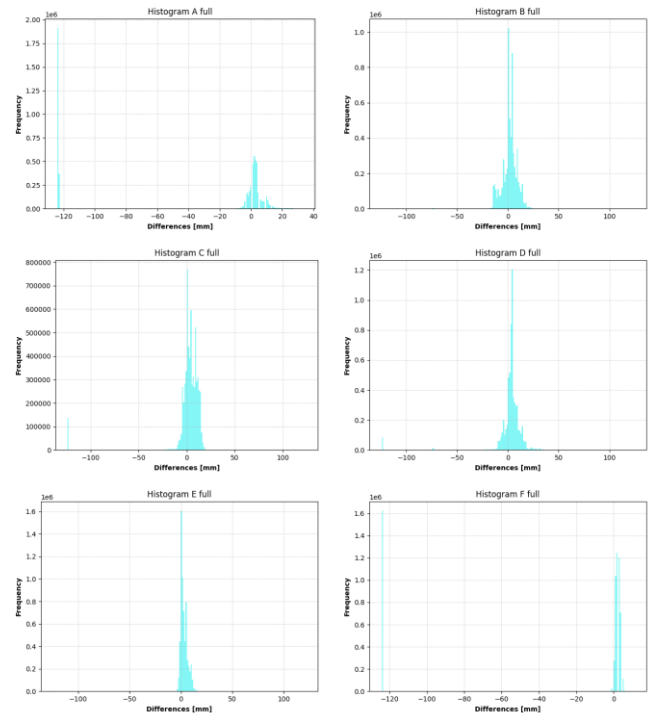 Histogram A full
1e6
2.00
1.75
1.50
1.25
1.00
0.75
0.50
0.25
0.00
Frequency
−120 −100 −80 −60 −40 −20 0 20 40
Differences [mm]
Histogram B full
1e6
1.0
0.8
0.6
0.4
0.2
0.0
Frequency
−100 −50 0 50 100
Differences [mm]
Histogram C full
800000
700000
600000
500000
400000
300000
200000
100000
0
Frequency
−100 −50 0 50 100
Differences [mm]
Histogram D full
1e6
1.2
1.0
0.8
0.6
0.4
0.2
0.0
Frequency
−100 −50 0 50 100
Differences [mm]
Histogram E full
1e6
1.6
1.4
1.2
1.0
0.8
0.6
0.4
0.2
0.0
Frequency
−100 −50 0 50 100
Differences [mm]
Histogram F full
1e6
1.6
1.4
1.2
1.0
0.8
0.6
0.4
0.2
0.0
Frequency
−120 −100 −80 −60 −40 −20 0
Differences [mm]